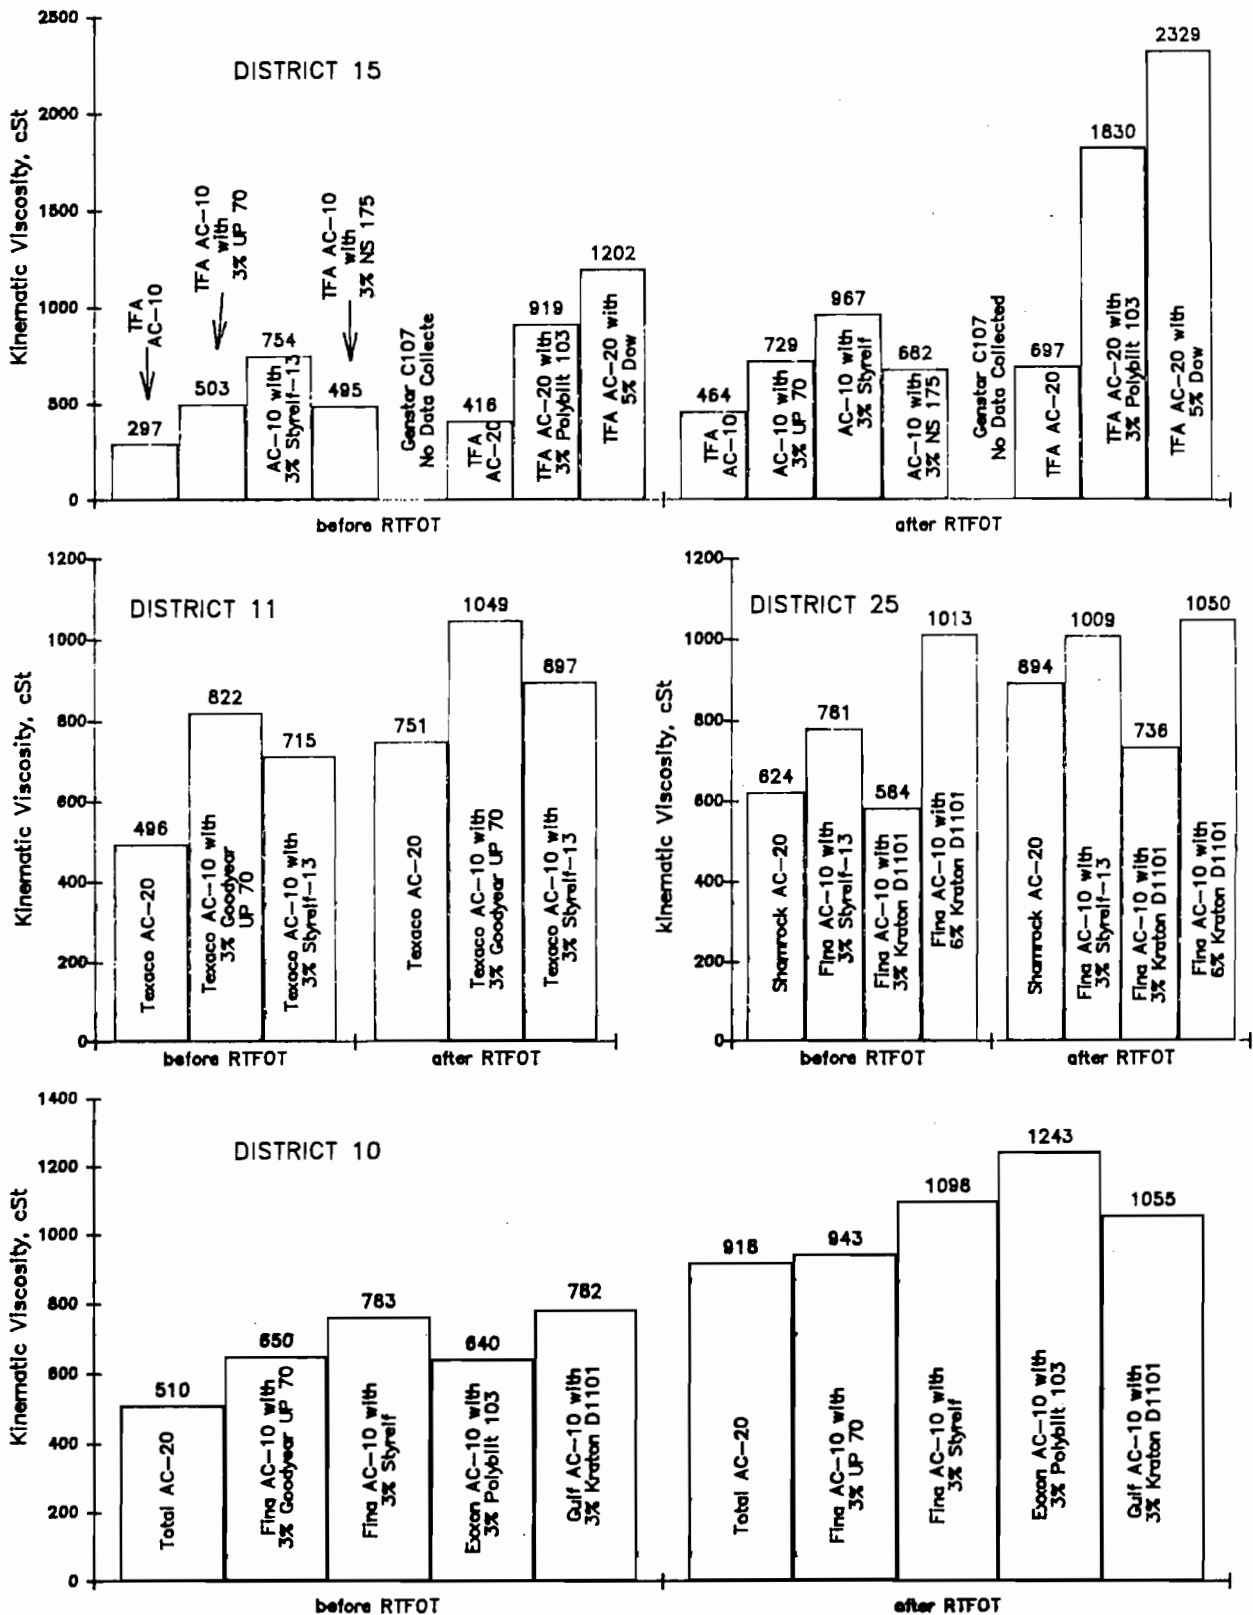 DISTRICT 15
Kinematic Viscosity, cSt
2500
2000
1500
1000
500
0
297
TFA
AC-10
503
TFA AC-10
with
3% UP 70
754
AC-10 with
3% Styrelf-13
495
TFA AC-10
with
3% NS 175
Genstar C107
No Data Collecte
416
TFA
AC-20
919
TFA AC-20 with
3% Polybilt 103
1202
TFA AC-20 with
5% Dow
before RTFOT
464
TFA
AC-10
729
AC-10 with
3% UP 70
967
AC-10 with
3% Styrelf
682
AC-10 with
3% NS 175
Genstar C107
No Data Collected
697
TFA AC-20
1830
TFA AC-20 with
3% Polybilt 103
2329
TFA AC-20 with
5% Dow
after RTFOT
DISTRICT 11
Kinematic Viscosity, cSt
1200
1000
800
600
400
200
0
496
Texaco AC-20
822
Texaco AC-10 with
3% Goodyear
UP 70
715
Texaco AC-10 with
3% Styrelf-13
before RTFOT
751
Texaco AC-20
1049
Texaco AC-10 with
3% Goodyear UP 70
897
Texaco AC-10 with
3% Styrelf-13
after RTFOT
DISTRICT 25
Kinematic Viscosity, cSt
1200
1000
800
600
400
200
0
624
Shamrock AC-20
781
Fina AC-10 with
3% Styrelf-13
584
Fina AC-10 with
3% Kraton D1101
1013
Fina AC-10 with
6% Kraton D1101
before RTFOT
894
Shamrock AC-20
1009
Fina AC-10 with
3% Styrelf-13
736
Fina AC-10 with
3% Kraton D1101
1050
Fina AC-10 with
6% Kraton D1101
after RTFOT
DISTRICT 10
Kinematic Viscosity, cSt
1400
1200
1000
800
600
400
200
0
510
Total AC-20
650
Fina AC-10 with
3% Goodyear UP 70
763
Fina AC-10 with
3% Styrelf
640
Exxon AC-10 with
3% Polybilt 103
782
Gulf AC-10 with
3% Kraton D1101
before RTFOT
918
Total AC-20
943
Fina AC-10 with
3% UP 70
1098
Fina AC-10 with
3% Styrelf
1243
Exxon AC-10 with
3% Polybilt 103
1055
Gulf AC-10 with
3% Kraton D1101
after RTFOT